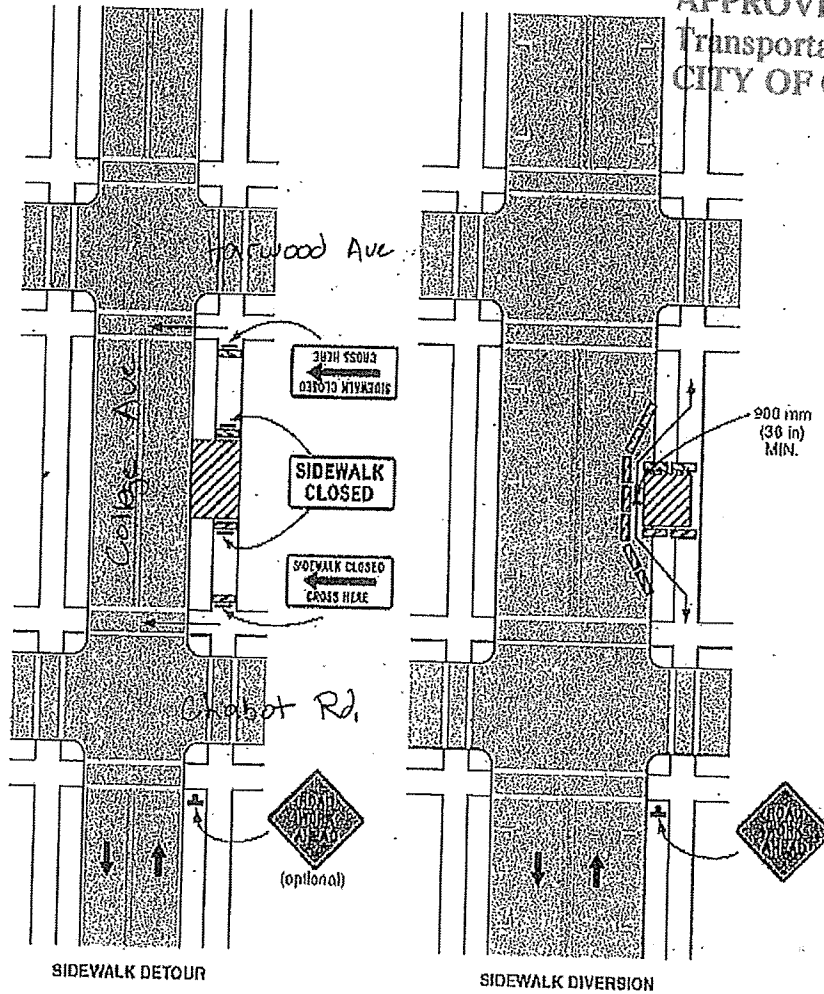 APPROVE
Transporta
CITY OF
Harwood Ave
SIDEWALK CLOSED
CROSS HERE
College Ave
900 mm
(36 in)
MIN.
SIDEWALK
CLOSED
SIDEWALK CLOSED
CROSS HERE
Chabot Rd.
ROAD
WORK
AHEAD
(optional)
ROAD
WORK
AHEAD
SIDEWALK DETOUR
SIDEWALK DIVERSION